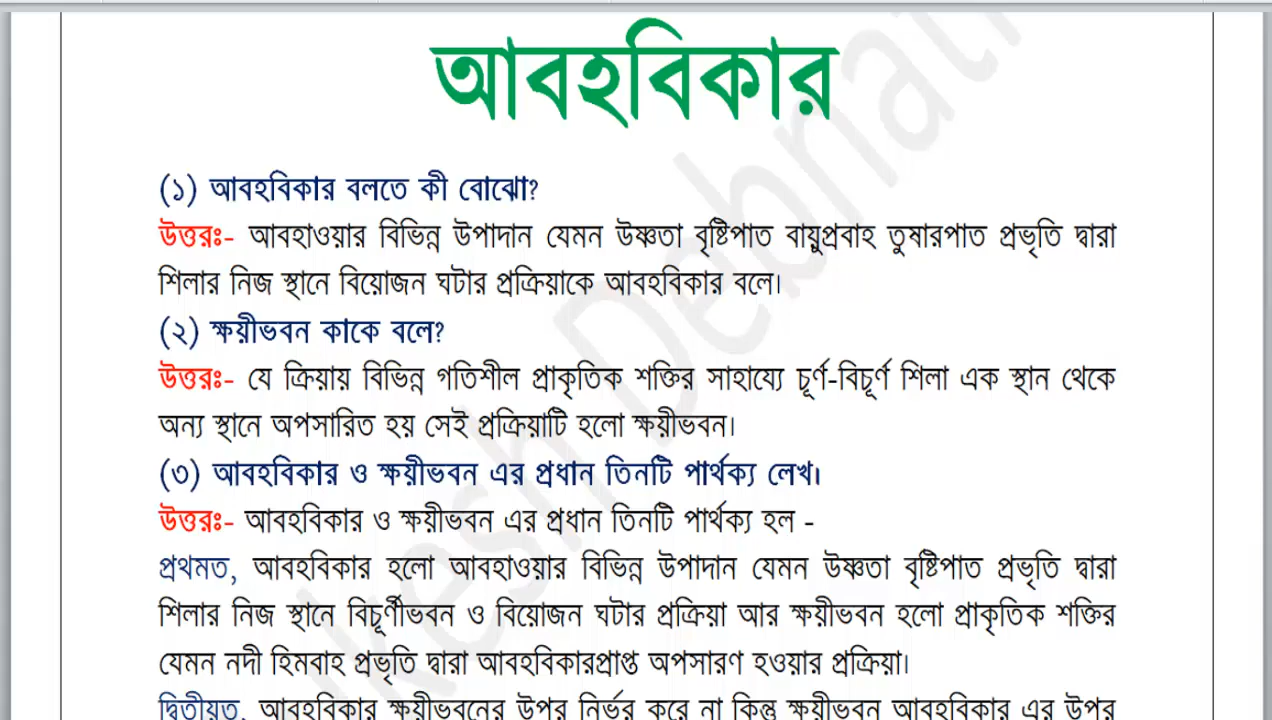 আবহবিকার
(১) আবহবিকার বলতে কী বোঝো?
উত্তরঃ- আবহাওয়ার বিভিন্ন উপাদান যেমন উষ্ণতা বৃষ্টিপাত বায়ুপ্রবাহ তুষারপাত প্রভৃতি দ্বারা
শিলার নিজ স্থানে বিয়োজন ঘটার প্রক্রিয়াকে আবহবিকার বলে।
(২) ক্ষয়ীভবন কাকে বলে?
উত্তরঃ- যে ক্রিয়ায় বিভিন্ন গতিশীল প্রাকৃতিক শক্তির সাহায্যে চূর্ণ-বিচূর্ণ শিলা এক স্থান থেকে
অন্য স্থানে অপসারিত হয় সেই প্রক্রিয়াটি হলো ক্ষয়ীভবন।
(৩) আবহবিকার ও ক্ষয়ীভবন এর প্রধান তিনটি পার্থক্য লেখ।
উত্তরঃ- আবহবিকার ও ক্ষয়ীভবন এর প্রধান তিনটি পার্থক্য হল -
প্রথমত, আবহবিকার হলো আবহাওয়ার বিভিন্ন উপাদান যেমন উষ্ণতা বৃষ্টিপাত প্রভৃতি দ্বারা
শিলার নিজ স্থানে বিচূর্ণীভবন ও বিয়োজন ঘটার প্রক্রিয়া আর ক্ষয়ীভবন হলো প্রাকৃতিক শক্তির
যেমন নদী হিমবাহ প্রভৃতি দ্বারা আবহবিকারপ্রাপ্ত অপসারণ হওয়ার প্রক্রিয়া।
দ্বিতীয়ত, আবহবিকার ক্ষয়ীভবনের উপর নির্ভর করে না কিন্তু ক্ষয়ীভবন আবহবিকার এর উপর
kesh Debnath